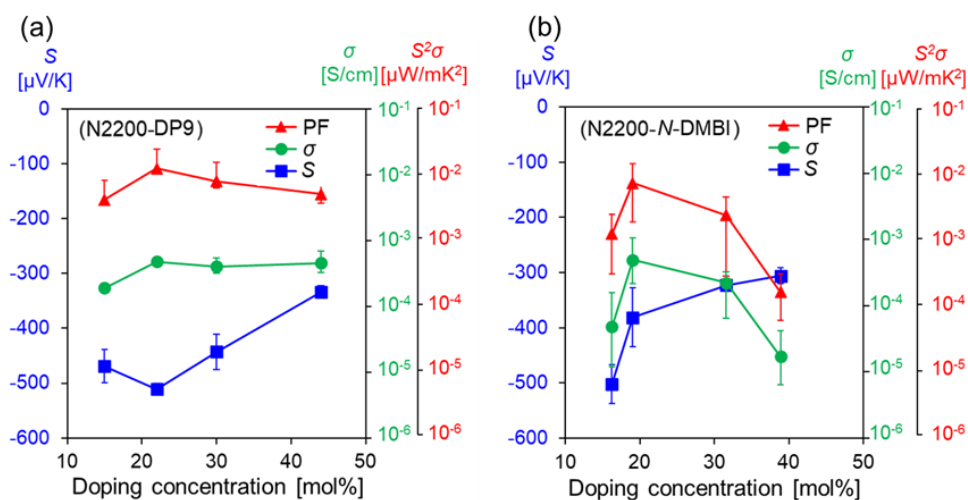 (a)
S
[µV/K]
σ
[S/cm]
S²σ
[µW/mK²]
(N2200-DP9)
PF
σ
S
0
-100
-200
-300
-400
-500
-600
10⁻¹
10⁻²
10⁻³
10⁻⁴
10⁻⁵
10⁻⁶
10⁻¹
10⁻²
10⁻³
10⁻⁴
10⁻⁵
10⁻⁶
10 20 30 40 50
Doping concentration [mol%]
(b)
S
[µV/K]
σ
[S/cm]
S²σ
[µW/mK²]
(N2200-N-DMBI)
PF
σ
S
0
-100
-200
-300
-400
-500
-600
10⁻¹
10⁻²
10⁻³
10⁻⁴
10⁻⁵
10⁻⁶
10⁻¹
10⁻²
10⁻³
10⁻⁴
10⁻⁵
10⁻⁶
10 20 30 40 50
Doping concentration [mol%]